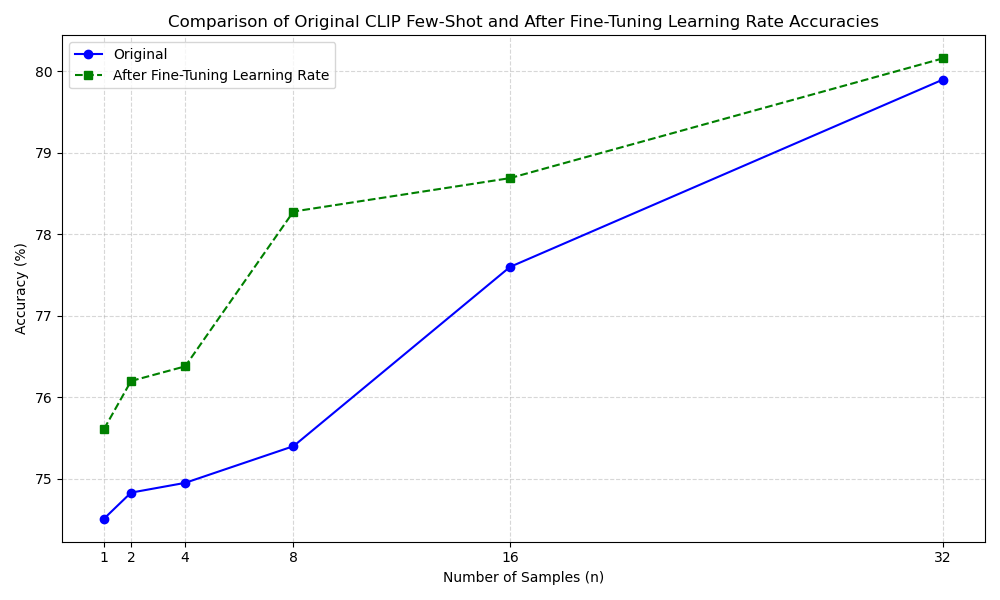 Comparison of Original CLIP Few-Shot and After Fine-Tuning Learning Rate Accuracies
Original
After Fine-Tuning Learning Rate
Accuracy (%)
80
79
78
77
76
75
1 2 4 8 16 32
Number of Samples (n)